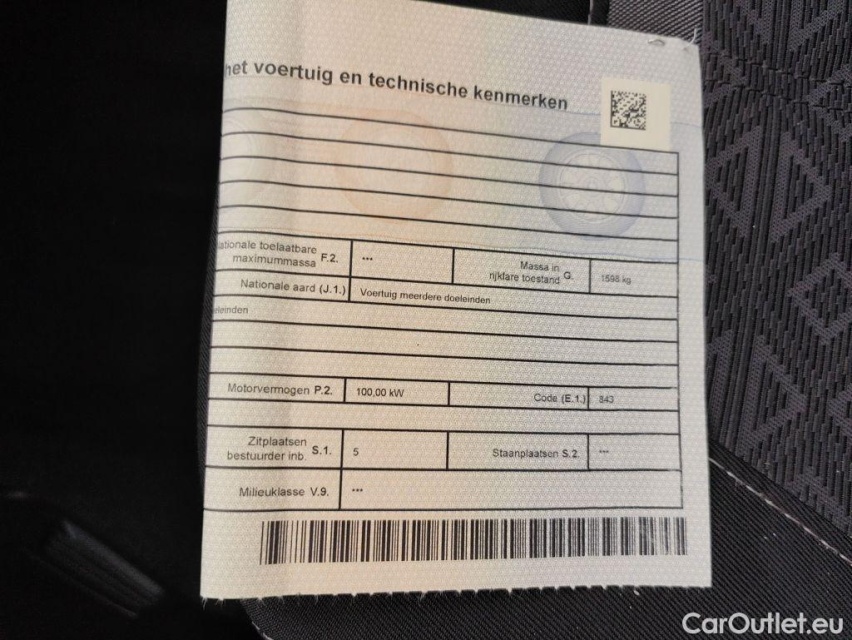 het voertuig en technische kenmerken
ationale toelaatbare maximummassa F.2. ---
Massa in rijklare toestand G. 1598 kg
Nationale aard (J.1.) Voertuig meerdere doeleinden
eleinden
Motorvermogen P.2. 100,00 kW
Code (E.1.) 843
Zitplaatsen bestuurder inb. S.1. 5
Staanplaatsen S.2. ---
Milieuklasse V.9. ---
CarOutlet.eu